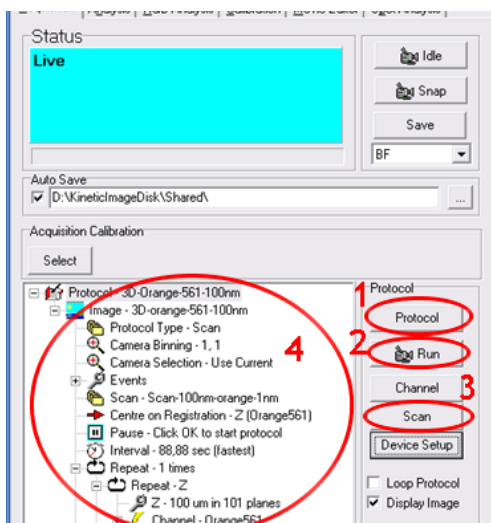 Analysis
Calibration
Status
Live
Idle
Snap
Save
BF
Auto Save
D:\KineticImageDisk\Shared\
...
Acquisition Calibration
Select
Protocol - 3D-Orange-561-100nm
Image - 3D-orange-561-100nm
Protocol Type - Scan
Camera Binning - 1, 1
Camera Selection - Use Current
Events
Scan - Scan-100nm-orange-1nm
Centre on Registration - Z (Orange561)
Pause - Click OK to start protocol
Interval - 88,88 sec (fastest)
Repeat - 1 times
Repeat - Z
Z - 100 um in 101 planes
Channel - Orange561
4
Protocol
1
Protocol
2
Run
Channel
3
Scan
Device Setup
Loop Protocol
Display Image